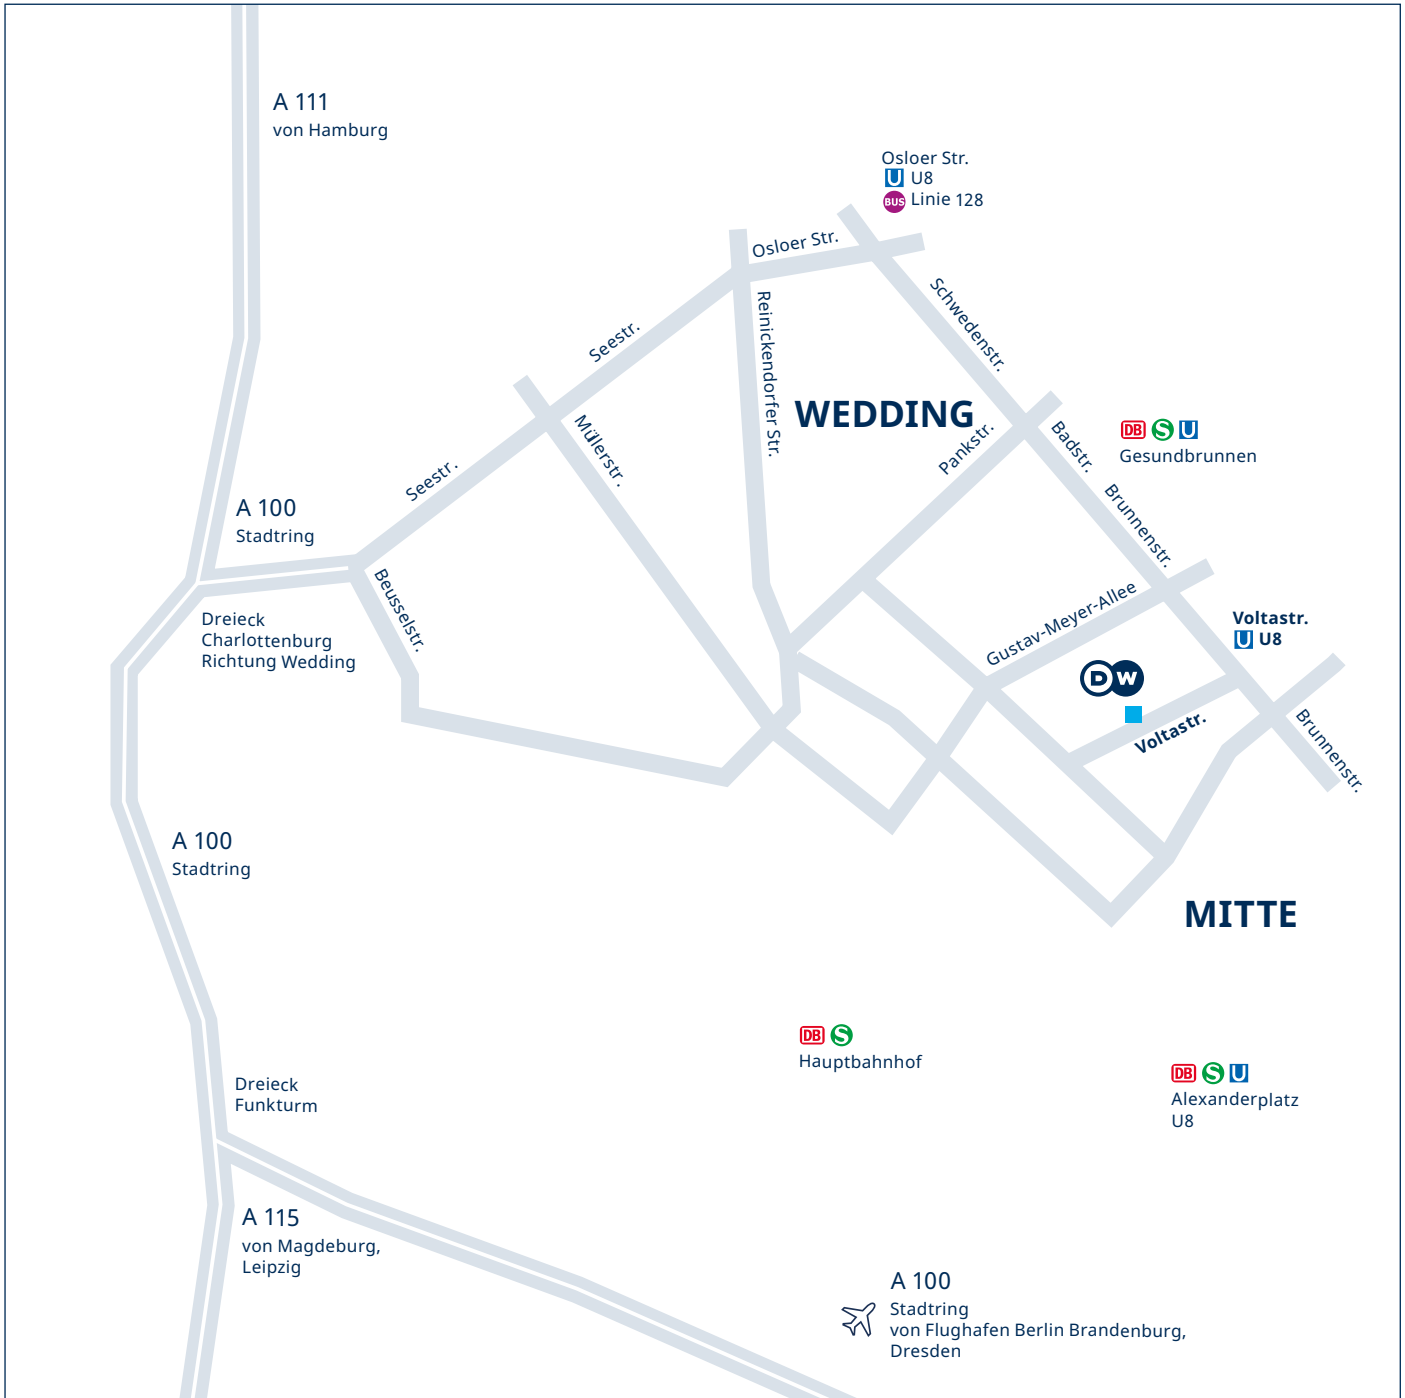 A 111
von Hamburg
Osloer Str.
U U8
BUS Linie 128
Osloer Str.
Schwedenstr.
Reinickendorfer Str.
Seestr.
WEDDING
Müllerstr.
Pankstr.
Badstr.
DB S U
Gesundbrunnen
Seestr.
Brunnenstr.
A 100
Stadtring
Beusselstr.
Gustav-Meyer-Allee
Dreieck
Charlottenburg
Richtung Wedding
Voltastr.
U U8
DW
Voltastr.
Brunnenstr.
A 100
Stadtring
MITTE
DB S
Hauptbahnhof
DB S U
Alexanderplatz
U8
Dreieck
Funkturm
A 115
von Magdeburg,
Leipzig
A 100
Stadtring
von Flughafen Berlin Brandenburg,
Dresden